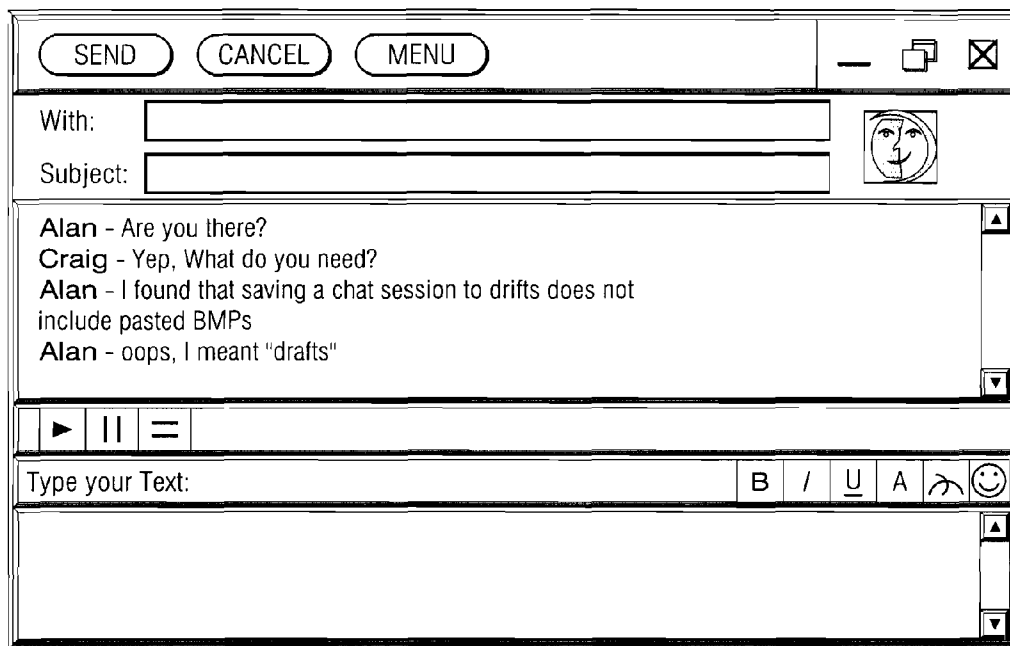 SEND CANCEL MENU
With:
Subject:
Alan - Are you there?
Craig - Yep, What do you need?
Alan - I found that saving a chat session to drifts does not
include pasted BMPs
Alan - oops, I meant "drafts"
Type your Text: B I U A